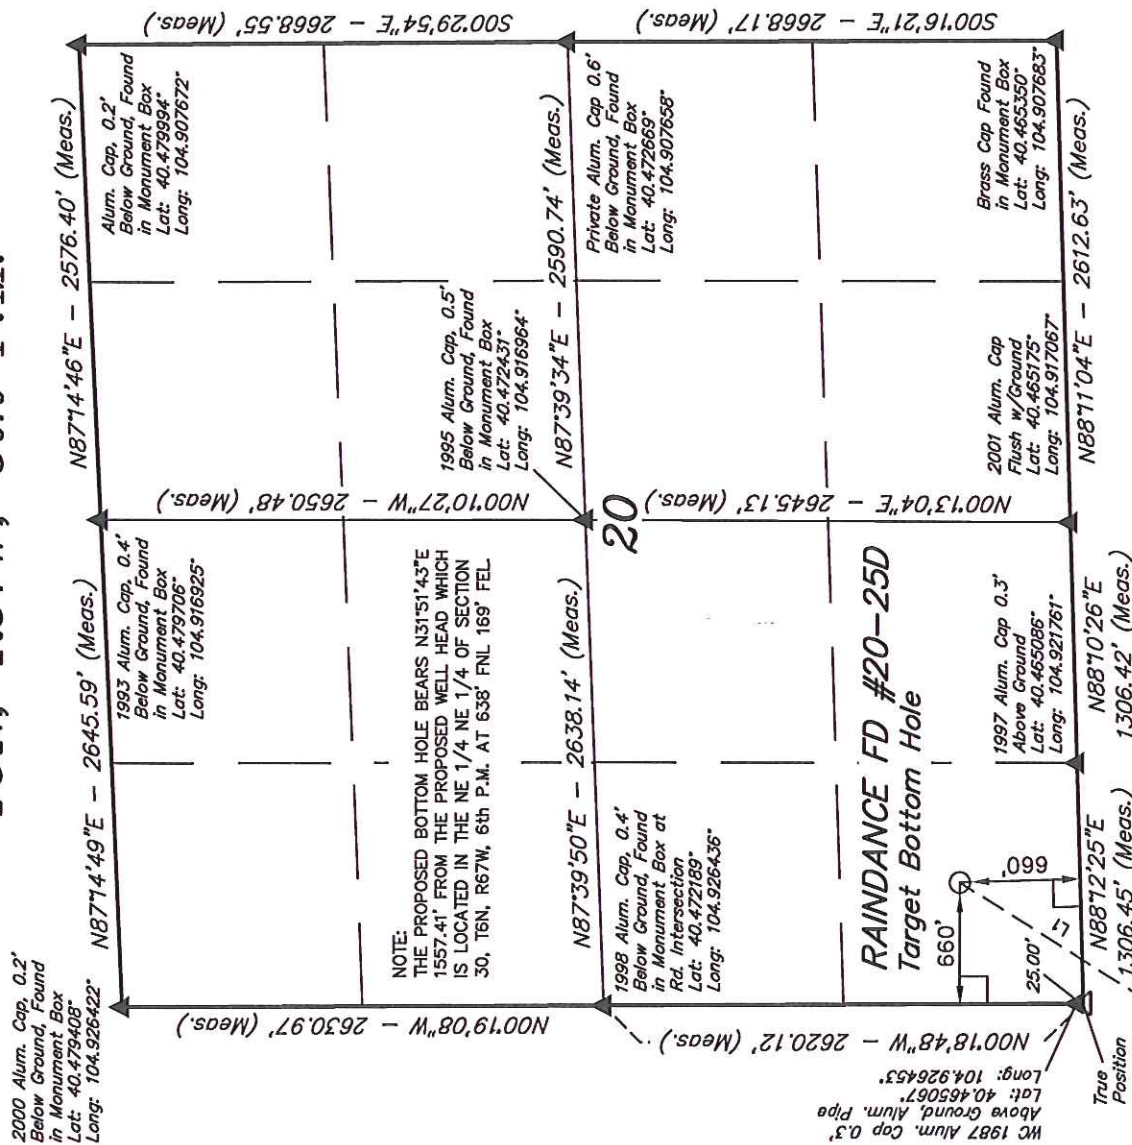 2000 Alum. Cap, 0.2'
Below Ground, Found
in Monument Box
Lat: 40.479408°
Long: 104.926422°
N87°14'49"E - 2645.59' (Meas.)
N87°14'46"E - 2576.40' (Meas.)
1993 Alum. Cap, 0.4'
Below Ground, Found
in Monument Box
Lat: 40.479706°
Long: 104.916925°
Alum. Cap, 0.2'
Below Ground, Found
in Monument Box
Lat: 40.479994°
Long: 104.907672°
N00°19'08"W - 2630.97' (Meas.)
N00°10'27"W - 2650.48' (Meas.)
S00°29'54"E - 2668.55' (Meas.)
NOTE:
THE PROPOSED BOTTOM HOLE BEARS N31°51'43"E
1557.41' FROM THE PROPOSED WELL HEAD WHICH
IS LOCATED IN THE NE 1/4 NE 1/4 OF SECTION
30, T6N, R67W, 6th P.M. AT 638' FNL 169' FEL.
1995 Alum. Cap, 0.5'
Below Ground, Found
in Monument Box
Lat: 40.472431°
Long: 104.916964°
N87°39'50"E - 2638.14' (Meas.)
N87°39'34"E - 2590.74' (Meas.)
20
1998 Alum. Cap, 0.4'
Below Ground, Found
in Monument Box at
Rd. Intersection
Lat: 40.472189°
Long: 104.926436°
Private Alum. Cap 0.6'
Below Ground, Found
in Monument Box
Lat: 40.472669°
Long: 104.907658°
N00°18'48"W - 2620.12' (Meas.)
N00°13'04"E - 2645.13' (Meas.)
S00°16'21"E - 2668.17' (Meas.)
RAINDANCE FD #20-25D
Target Bottom Hole
660'
660'
25.00'
L1
1997 Alum. Cap 0.3'
Above Ground
Lat: 40.465086°
Long: 104.921761°
2001 Alum. Cap
Flush w/Ground
Lat: 40.465175°
Long: 104.917067°
Brass Cap Found
in Monument Box
Lat: 40.465350°
Long: 104.907683°
WC 1987 Alum. Cap 0.3'
Above Ground, Alum. Pipe
Lat: 40.465067°
Long: 104.926453°
True
Position
N88°12'25"E
1306.45' (Meas.)
N88°10'26"E
1306.42' (Meas.)
N88°11'04"E - 2612.63' (Meas.)